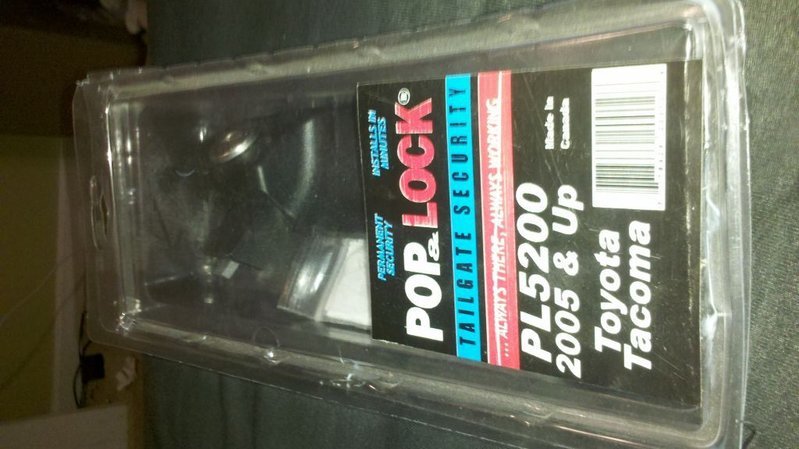 PERMANENT SECURITY
INSTALLS IN MINUTES
POP & LOCK®
TAILGATE SECURITY
... ALWAYS THERE, ALWAYS WORKING...
PL5200
2005 & Up
Made in
Canada
Toyota
Tacoma